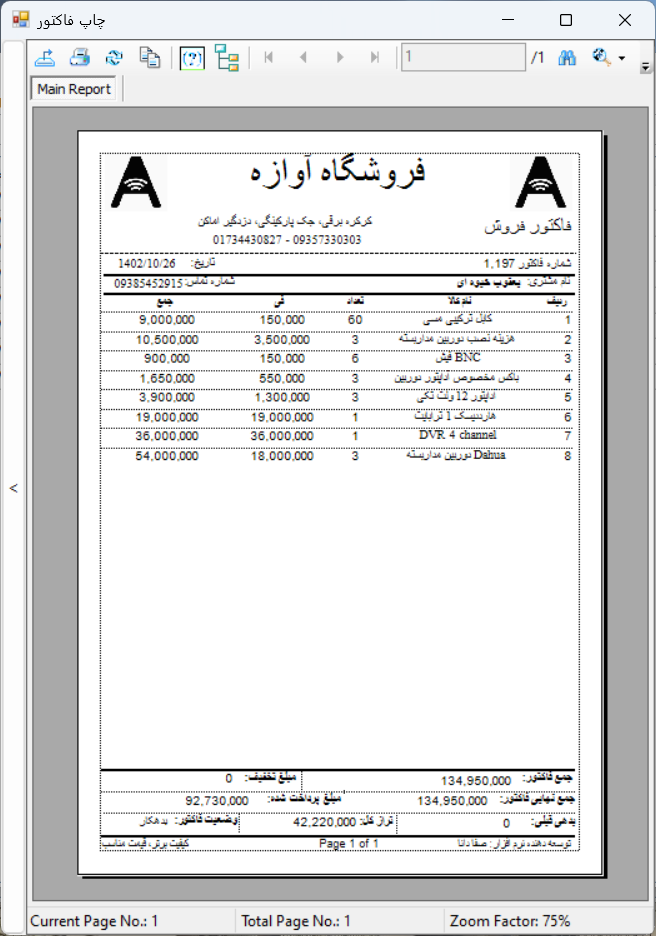 چاپ فاکتور
1 /1
Main Report
فروشگاه آوازه
کرکره برقی، جک پارکینگی، دزدگیر اماکن
فاکتور فروش
01734430827 - 09357330303
شماره فاکتور 1,197 تاریخ: 1402/10/26
نام مشتری: یعقوب خیوه ای شماره تماس: 09385452915
ردیف نام کالا تعداد فی جمع
1 کابل ترکیبی مسی 60 150,000 9,000,000
2 هزینه نصب دوربین مداربسته 3 3,500,000 10,500,000
3 فیش BNC 6 150,000 900,000
4 باکس مخصوص اداپتور دوربین 3 550,000 1,650,000
5 اداپتور 12 ولت تکی 3 1,300,000 3,900,000
6 هارددیسک 1 ترابایت 1 19,000,000 19,000,000
7 DVR 4 channel 1 36,000,000 36,000,000
8 دوربین مداربسته Dahua 3 18,000,000 54,000,000
جمع فاکتور: 134,950,000 مبلغ تخفیف: 0
جمع نهایی فاکتور: 134,950,000 مبلغ پرداخت شده: 92,730,000
بدهی قبلی: 0 تراز کل: 42,220,000 وضعیت فاکتور: بدهکار
توسعه دهنده نرم افزار: صفا دانا Page 1 of 1 کیفیت برتر، قیمت مناسب
Current Page No.: 1 Total Page No.: 1 Zoom Factor: 75%